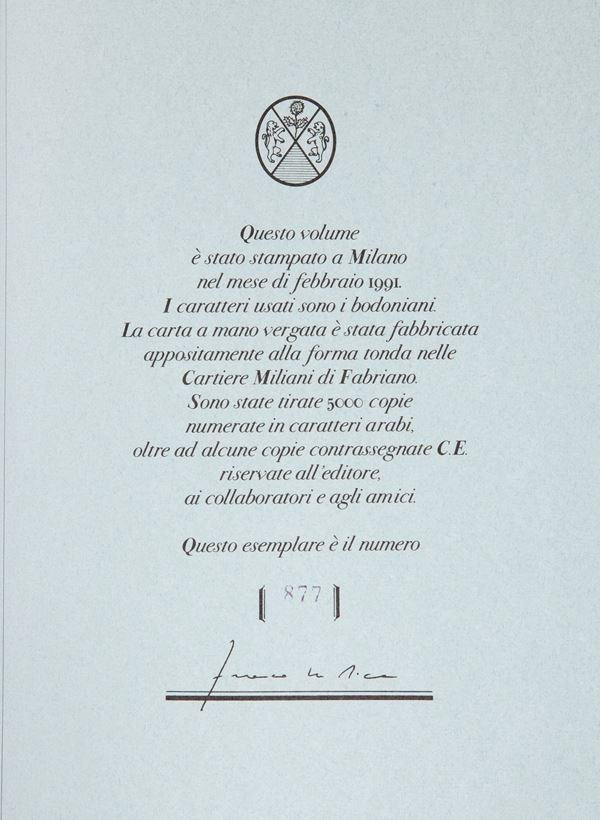 Questo volume
è stato stampato a Milano
nel mese di febbraio 1991.
I caratteri usati sono i bodoniani.
La carta a mano vergata è stata fabbricata
appositamente alla forma tonda nelle
Cartiere Miliani di Fabriano.
Sono state tirate 5000 copie
numerate in caratteri arabi,
oltre ad alcune copie contrassegnate C.E.
riservate all'editore,
ai collaboratori e agli amici.
Questo esemplare è il numero
[877]